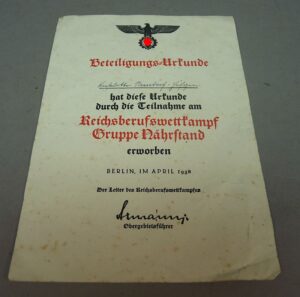 Beteiligungs-Urkunde
hat diese Urkunde
durch die Teilnahme am
Reichsberufswettkampf
Gruppe Nährstand
erworben
BERLIN, IM APRIL 1938
Der Leiter des Reichsberufswettkampfes
Obergebietsführer